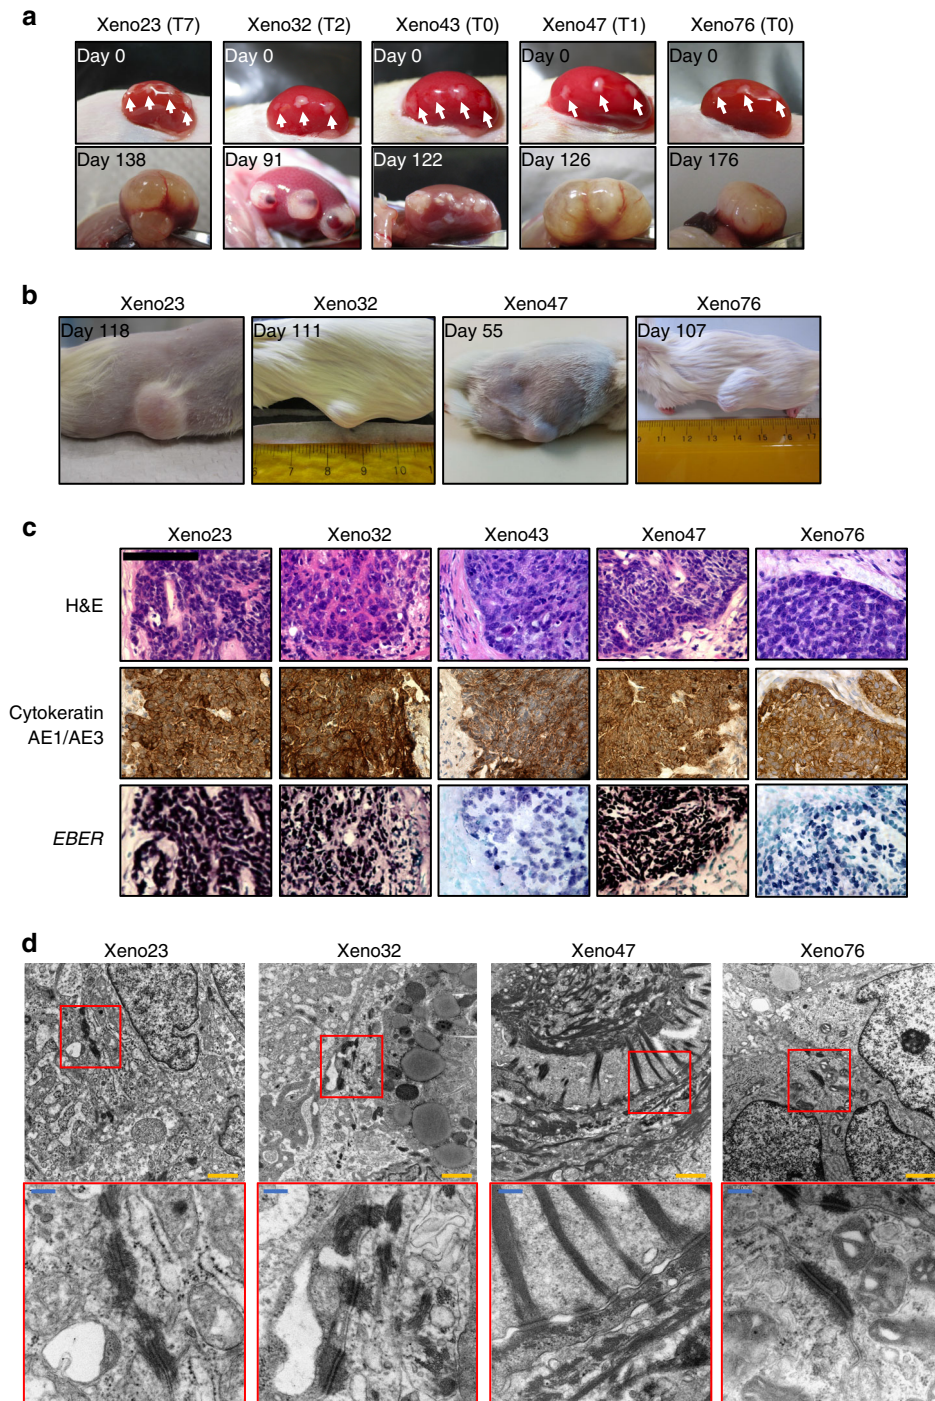 a
Xeno23 (T7) Xeno32 (T2) Xeno43 (T0) Xeno47 (T1) Xeno76 (T0)
Day 0 Day 0 Day 0 Day 0 Day 0
Day 138 Day 91 Day 122 Day 126 Day 176
b
Xeno23 Xeno32 Xeno47 Xeno76
Day 118 Day 111 Day 55 Day 107
6 7 8 9 10 1
11 12 13 14 15 16 17
c
Xeno23 Xeno32 Xeno43 Xeno47 Xeno76
H&E
Cytokeratin
AE1/AE3
EBER
d
Xeno23 Xeno32 Xeno47 Xeno76